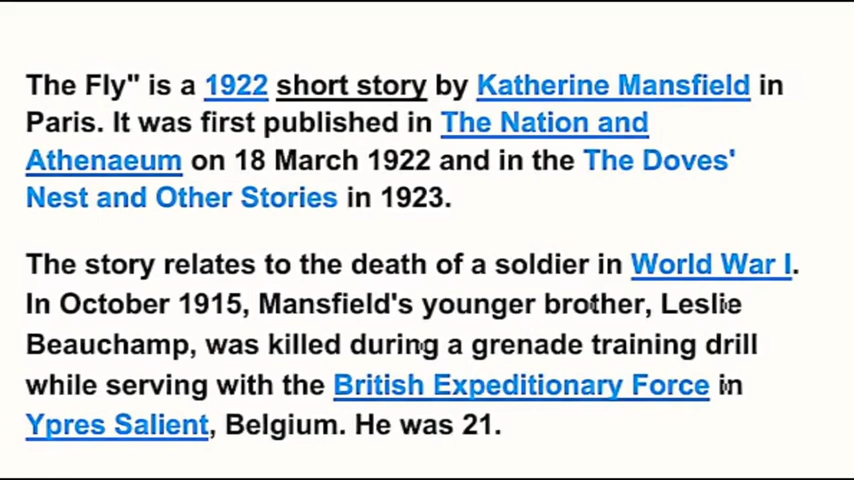 The Fly" is a 1922 short story by Katherine Mansfield in
Paris. It was first published in The Nation and
Athenaeum on 18 March 1922 and in the The Doves'
Nest and Other Stories in 1923.
The story relates to the death of a soldier in World War I.
In October 1915, Mansfield's younger brother, Leslie
Beauchamp, was killed during a grenade training drill
while serving with the British Expeditionary Force in
Ypres Salient, Belgium. He was 21.